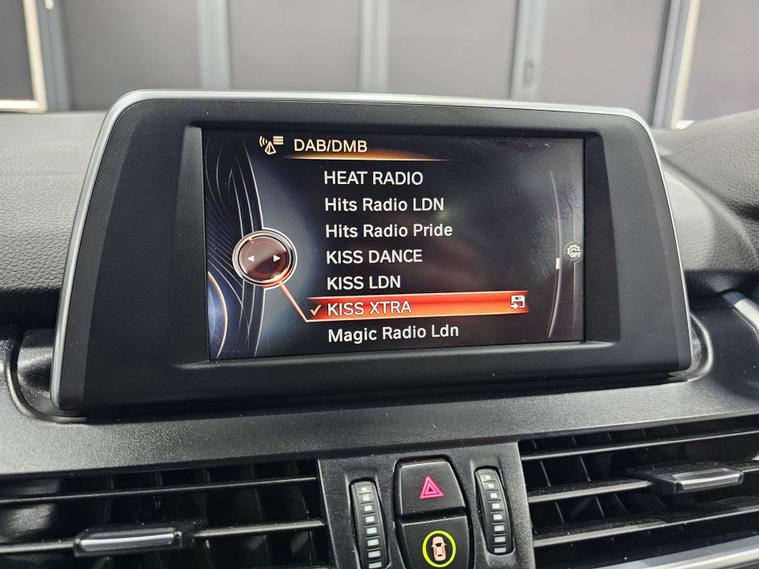 DAB/DMB
HEAT RADIO
Hits Radio LDN
Hits Radio Pride
KISS DANCE
KISS LDN
KISS XTRA
Magic Radio Ldn
OPT